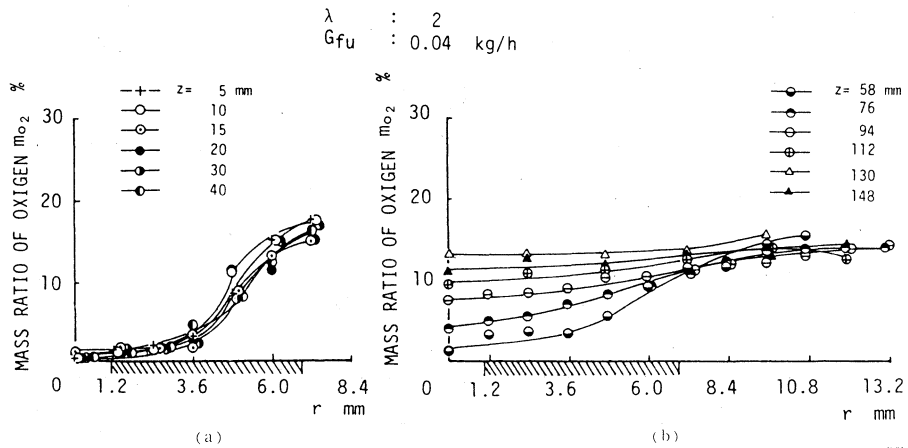 λ : 2
Gfu : 0.04 kg/h
MASS RATIO OF OXIGEN mo2 %
30
20
10
0
z= 5 mm
10
15
20
30
40
1.2
3.6
6.0
8.4
r mm
(a)
MASS RATIO OF OXIGEN mo2 %
30
20
10
0
z= 58 mm
76
94
112
130
148
1.2
3.6
6.0
8.4
10.8
13.2
r mm
(b)